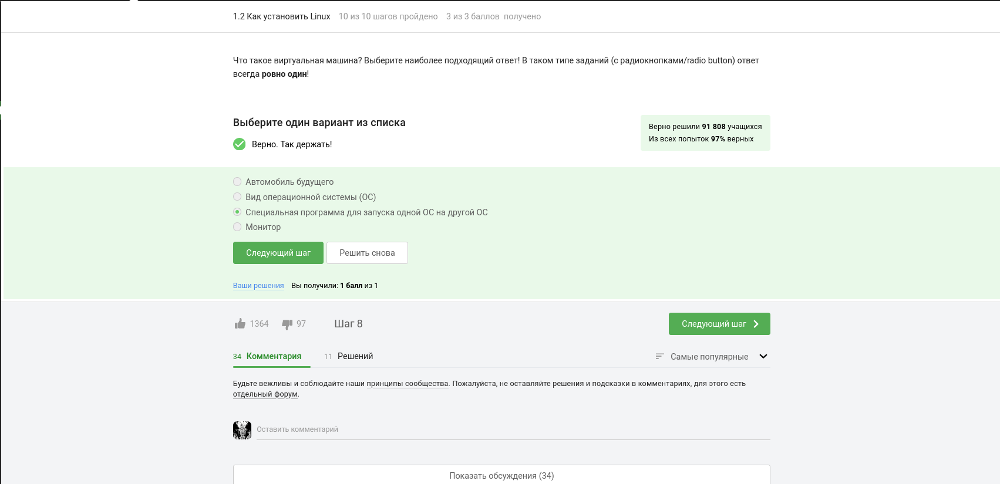 1.2 Как установить Linux 10 из 10 шагов пройдено 3 из 3 баллов получено
Что такое виртуальная машина? Выберите наиболее подходящий ответ! В таком типе заданий (с радиокнопками/radio button) ответ
всегда ровно один!
Выберите один вариант из списка
Верно. Так держать!
Верно решили 91 808 учащихся
Из всех попыток 97% верных
Автомобиль будущего
Вид операционной системы (ОС)
Специальная программа для запуска одной ОС на другой ОС
Монитор
Следующий шаг Решить снова
Ваши решения Вы получили: 1 балл из 1
1364 97 Шаг 8 Следующий шаг
34 Комментария 11 Решений Самые популярные
Будьте вежливы и соблюдайте наши принципы сообщества. Пожалуйста, не оставляйте решения и подсказки в комментариях, для этого есть
отдельный форум.
Оставить комментарий
Показать обсуждения (34)